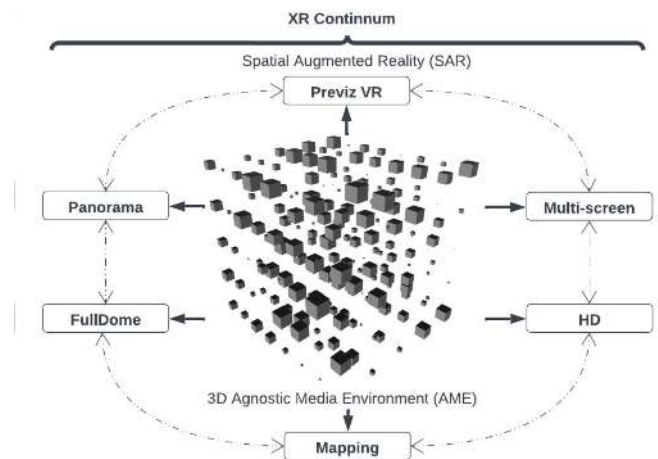 XR Continnum
Spatial Augmented Reality (SAR)
Previz VR
Panorama
Multi-screen
FullDome
HD
3D Agnostic Media Environment (AME)
Mapping